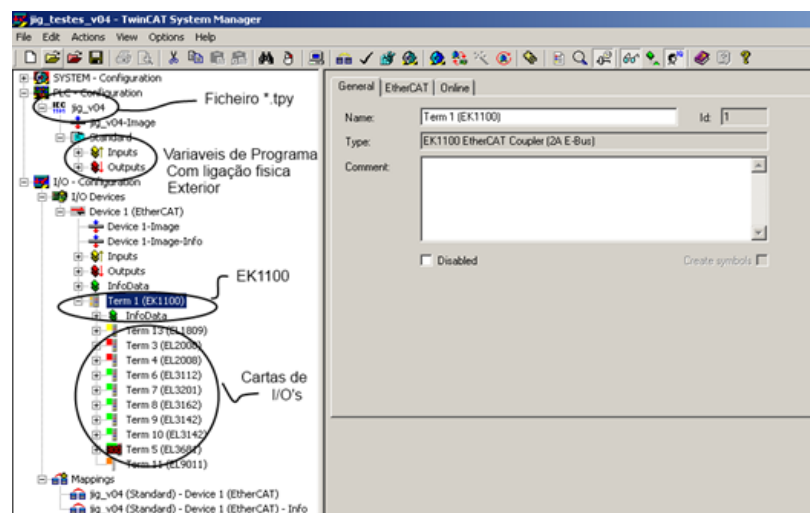 jig_testes_v04 - TwinCAT System Manager
File Edit Actions View Options Help
SYSTEM - Configuration
PLC - Configuration
jig_v04
jig_v04-Image
Standard
Inputs
Outputs
I/O - Configuration
I/O Devices
Device 1 (EtherCAT)
Device 1-Image
Device 1-Image-Info
Inputs
Outputs
InfoData
Term 1 (EK1100)
InfoData
Term 13 (EL1809)
Term 3 (EL2008)
Term 4 (EL2008)
Term 6 (EL3112)
Term 7 (EL3201)
Term 8 (EL3162)
Term 9 (EL3142)
Term 10 (EL3142)
Term 5 (EL3681)
Term 11 (EL9011)
Mappings
jig_v04 (Standard) - Device 1 (EtherCAT)
jig_v04 (Standard) - Device 1 (EtherCAT) - Info
Ficheiro *.tpy
Variaveis de Programa
Com ligação fisica
Exterior
EK1100
Cartas de
I/O's
General EtherCAT Online
Name: Term 1 (EK1100) Id: 1
Type: EK1100 EtherCAT Coupler (2A E-Bus)
Comment:
Disabled Create symbols